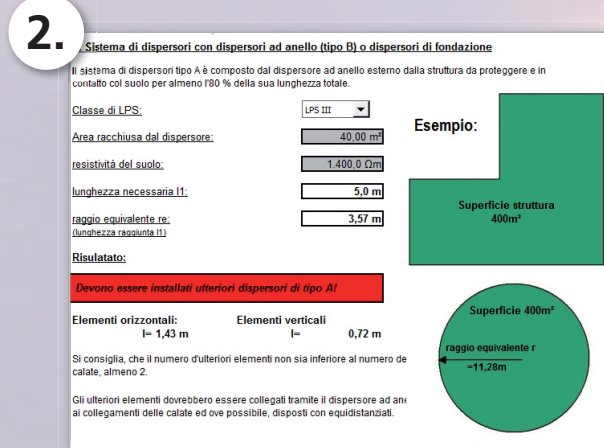 2.
Sistema di dispersori con dispersori ad anello (tipo B) o dispersori di fondazione
Il sistema di dispersori tipo A è composto dal dispersore ad anello esterno dalla struttura da proteggere e in
contatto col suolo per almeno l'80 % della sua lunghezza totale.
Classe di LPS: LPS III
Esempio:
Area racchiusa dal dispersore: 40,00 m²
resistività del suolo: 1.400,0 Ωm
lunghezza necessaria l1: 5,0 m
Superficie struttura
400m²
raggio equivalente re: 3,57 m
(lunghezza raggiunta l1)
Risulatato:
Devono essere installati ulteriori dispersori di tipo A!
Elementi orizzontali: Elementi verticali
l= 1,43 m l= 0,72 m
Superficie 400m²
raggio equivalente r
=11,28m
Si consiglia, che il numero d'ulteriori elementi non sia inferiore al numero de
calate, almeno 2.
Gli ulteriori elementi dovrebbero essere collegati tramite il dispersore ad ane
ai collegamenti delle calate ed ove possibile, disposti con equidistanziati.